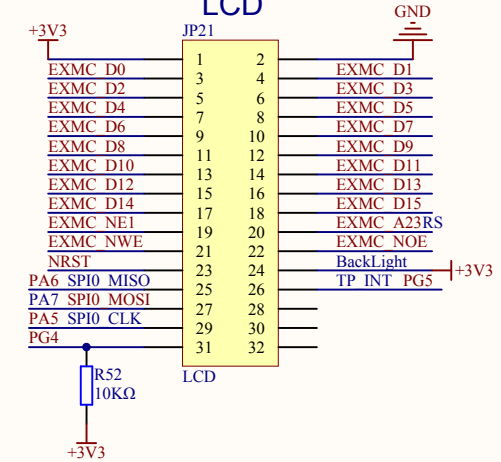 LCD
GND
+3V3
JP21
1 2
EXMC D0 3 4 EXMC D1
EXMC D2 5 6 EXMC D3
EXMC D4 7 8 EXMC D5
EXMC D6 9 10 EXMC D7
EXMC D8 11 12 EXMC D9
EXMC D10 13 14 EXMC D11
EXMC D12 15 16 EXMC D13
EXMC D14 17 18 EXMC D15
EXMC NE1 19 20 EXMC A23RS
EXMC NWE 21 22 EXMC NOE
NRST 23 24 BackLight +3V3
PA6 SPI0 MISO 25 26 TP INT PG5
PA7 SPI0 MOSI 27 28
PA5 SPI0 CLK 29 30
PG4 31 32
R52
10KΩ
LCD
+3V3